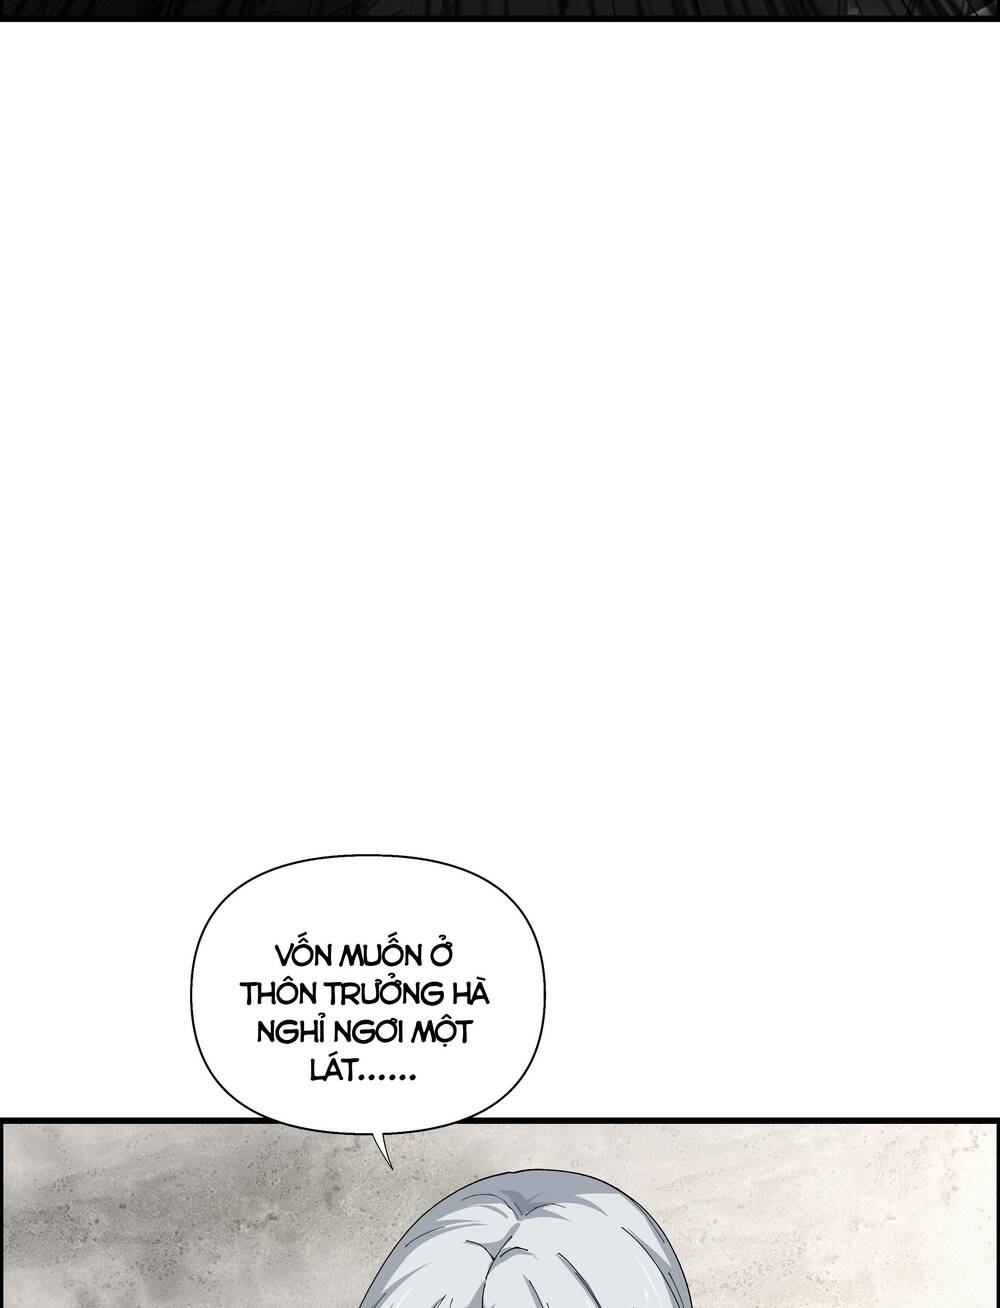 VỐN MUỐN Ở
THÔN TRƯỞNG HÀ
NGHỈ NGƠI MỘT
LÁT......